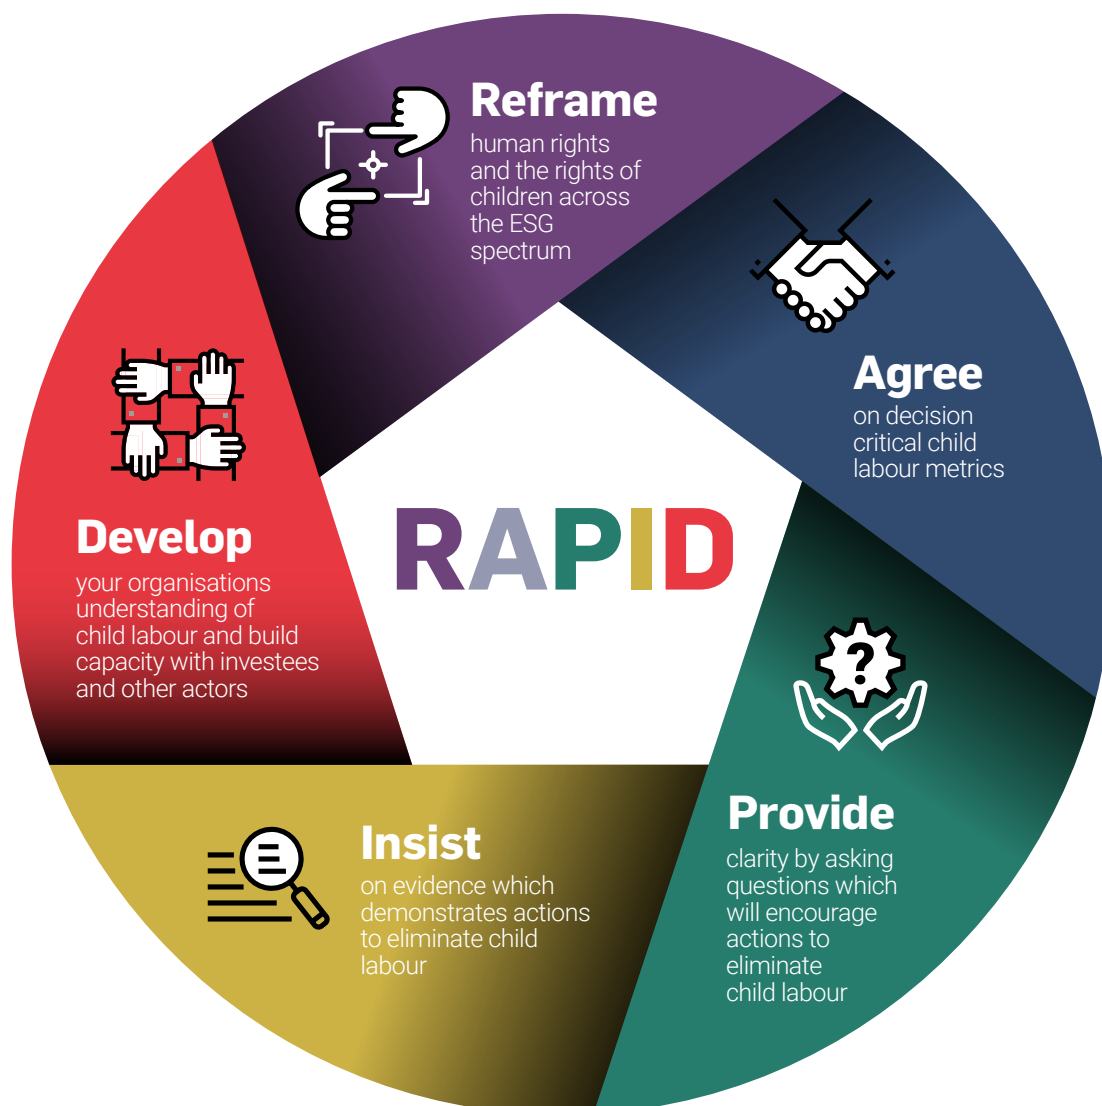 Reframe
human rights
and the rights of
children across
the ESG
spectrum
Agree
on decision
critical child
labour metrics
Provide
clarity by asking
questions which
will encourage
actions to
eliminate
child labour
Insist
on evidence which
demonstrates actions
to eliminate child
labour
Develop
your organisations
understanding of
child labour and build
capacity with investees
and other actors
RAPID
?